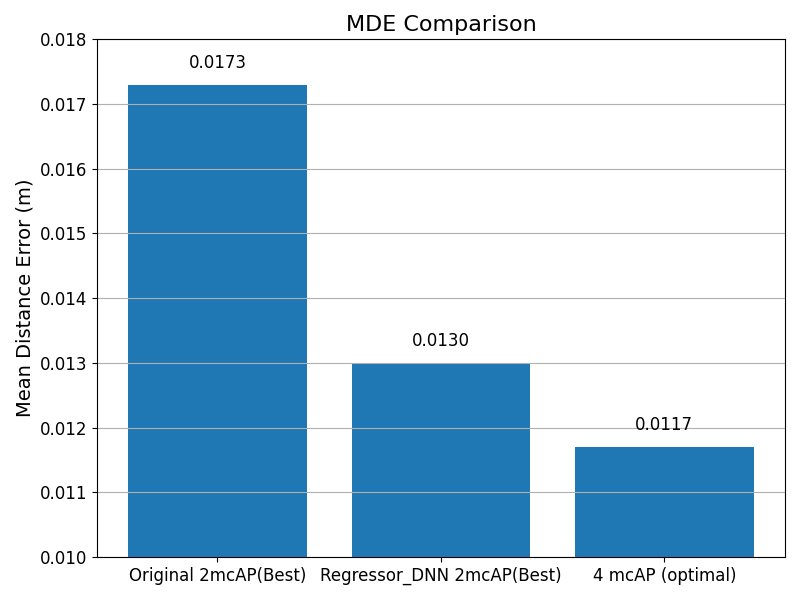 MDE Comparison
Mean Distance Error (m)
0.018
0.017
0.016
0.015
0.014
0.013
0.012
0.011
0.010
0.0173
0.0130
0.0117
Original 2mcAP(Best)
Regressor_DNN 2mcAP(Best)
4 mcAP (optimal)